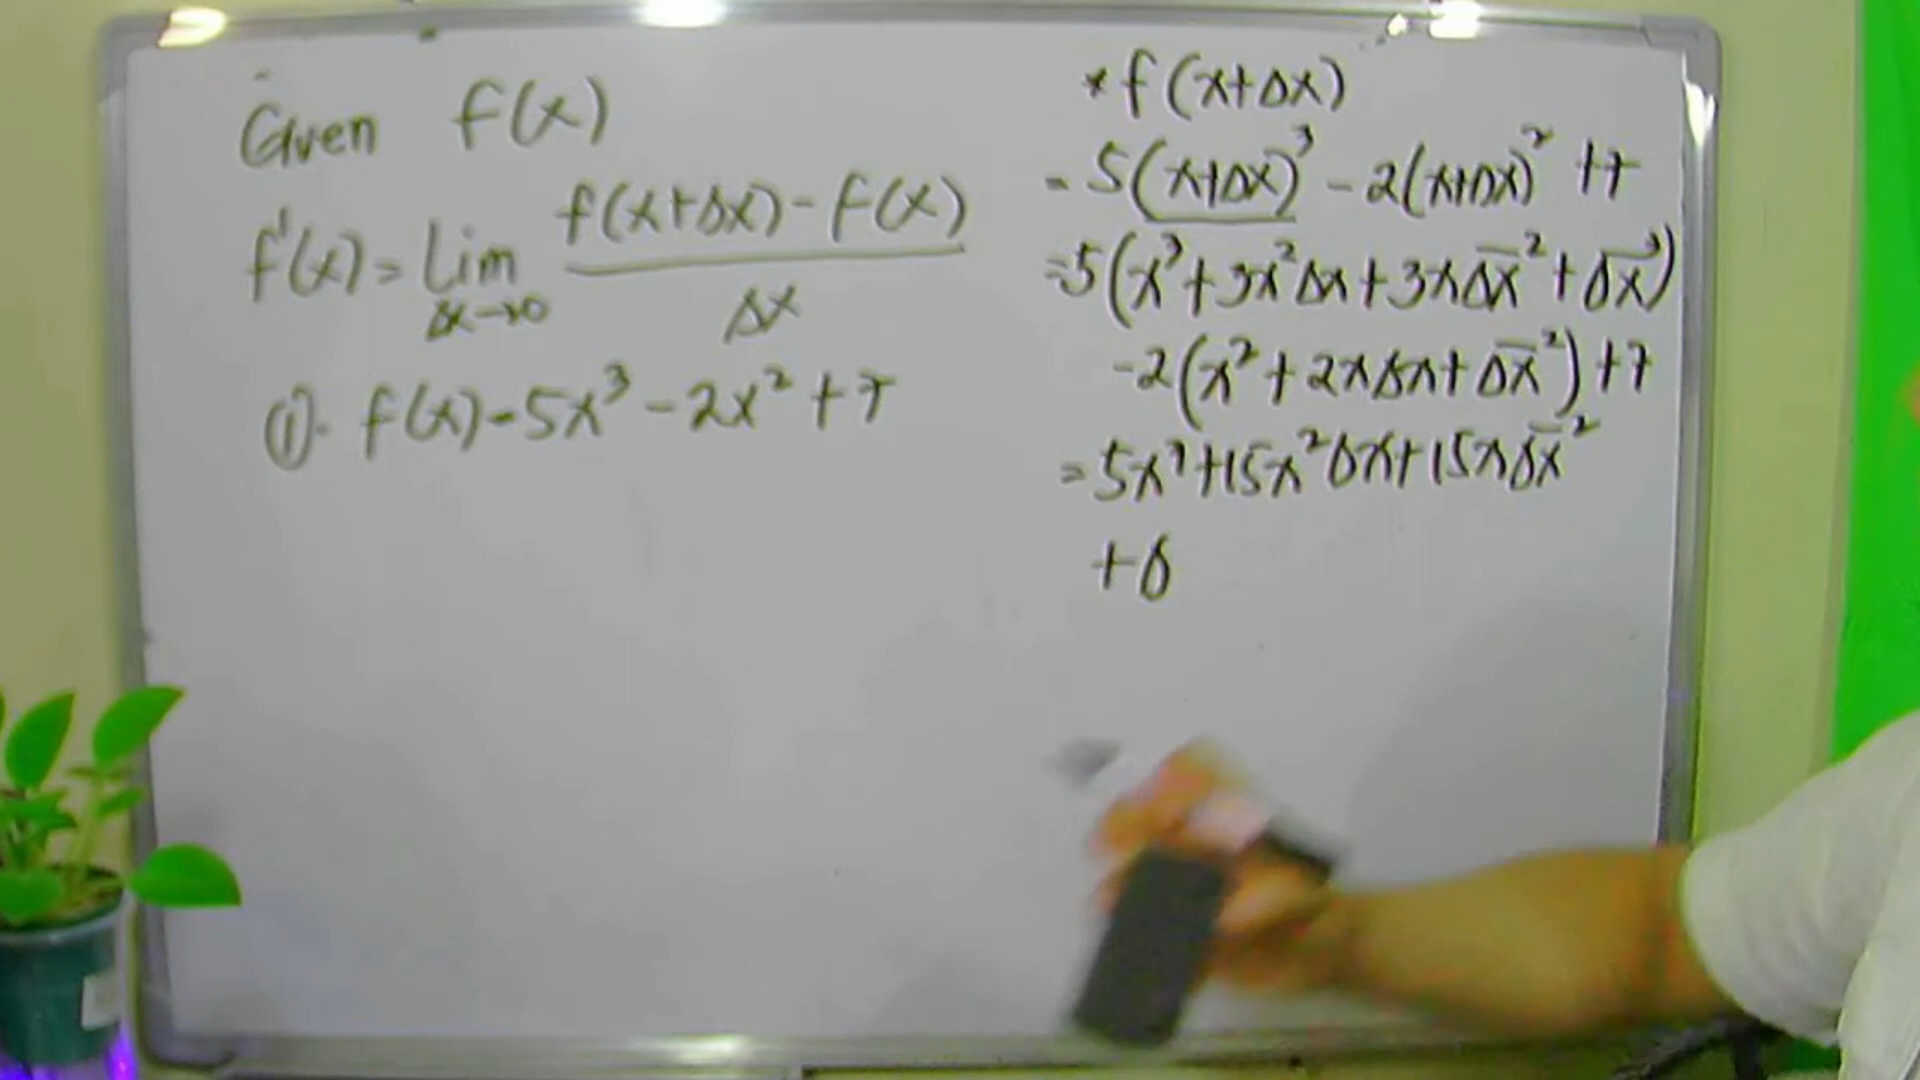 Given f(x)
f'(x) = Lim f(x+Δx) - f(x)
Δx→0 Δx
(1). f(x) = 5x³ - 2x² + 7
* f(x+Δx)
= 5(x+Δx)³ - 2(x+Δx)² + 7
= 5(x³ + 3x²Δx + 3xΔx² + Δx³)
-2(x² + 2xΔx + Δx²) + 7
= 5x³ + 15x²Δx + 15xΔx²
+ Δ